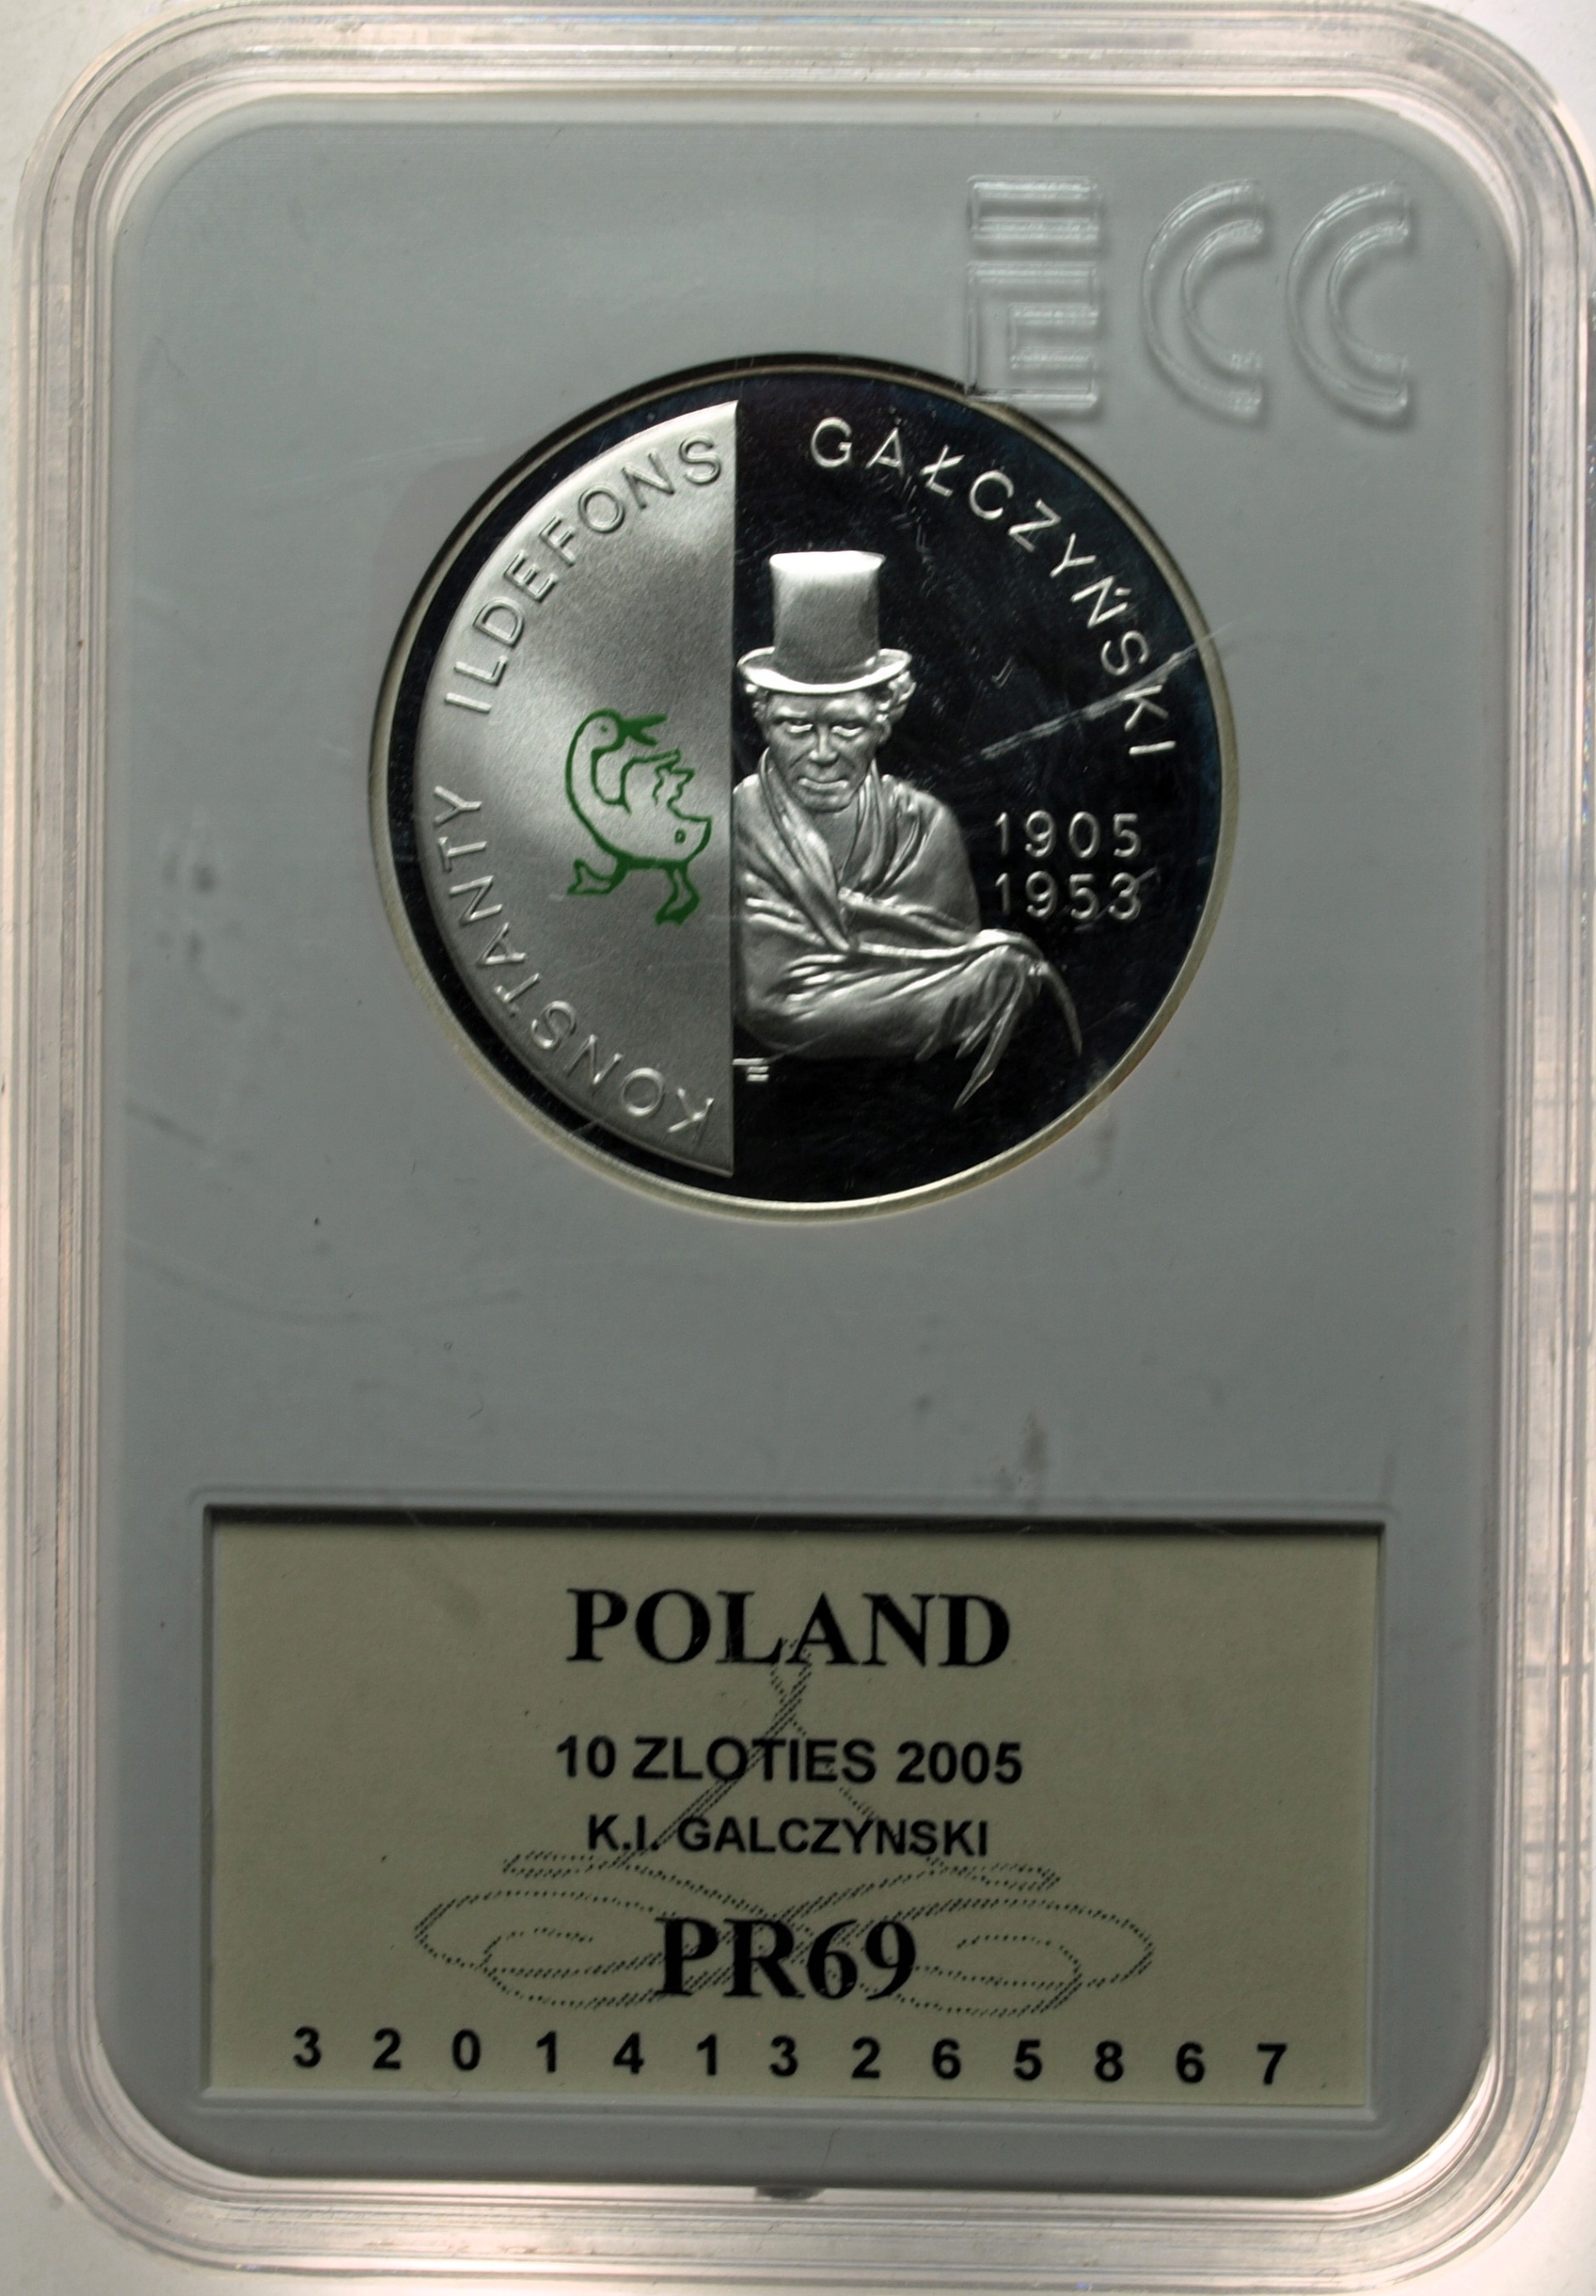 ECC
KONSTANTY ILDEFONS
GAŁCZYŃSKI
1905
1953
POLAND
10 ZLOTIES 2005
K.I. GALCZYNSKI
PR69
3 2 0 1 4 1 3 2 6 5 8 6 7